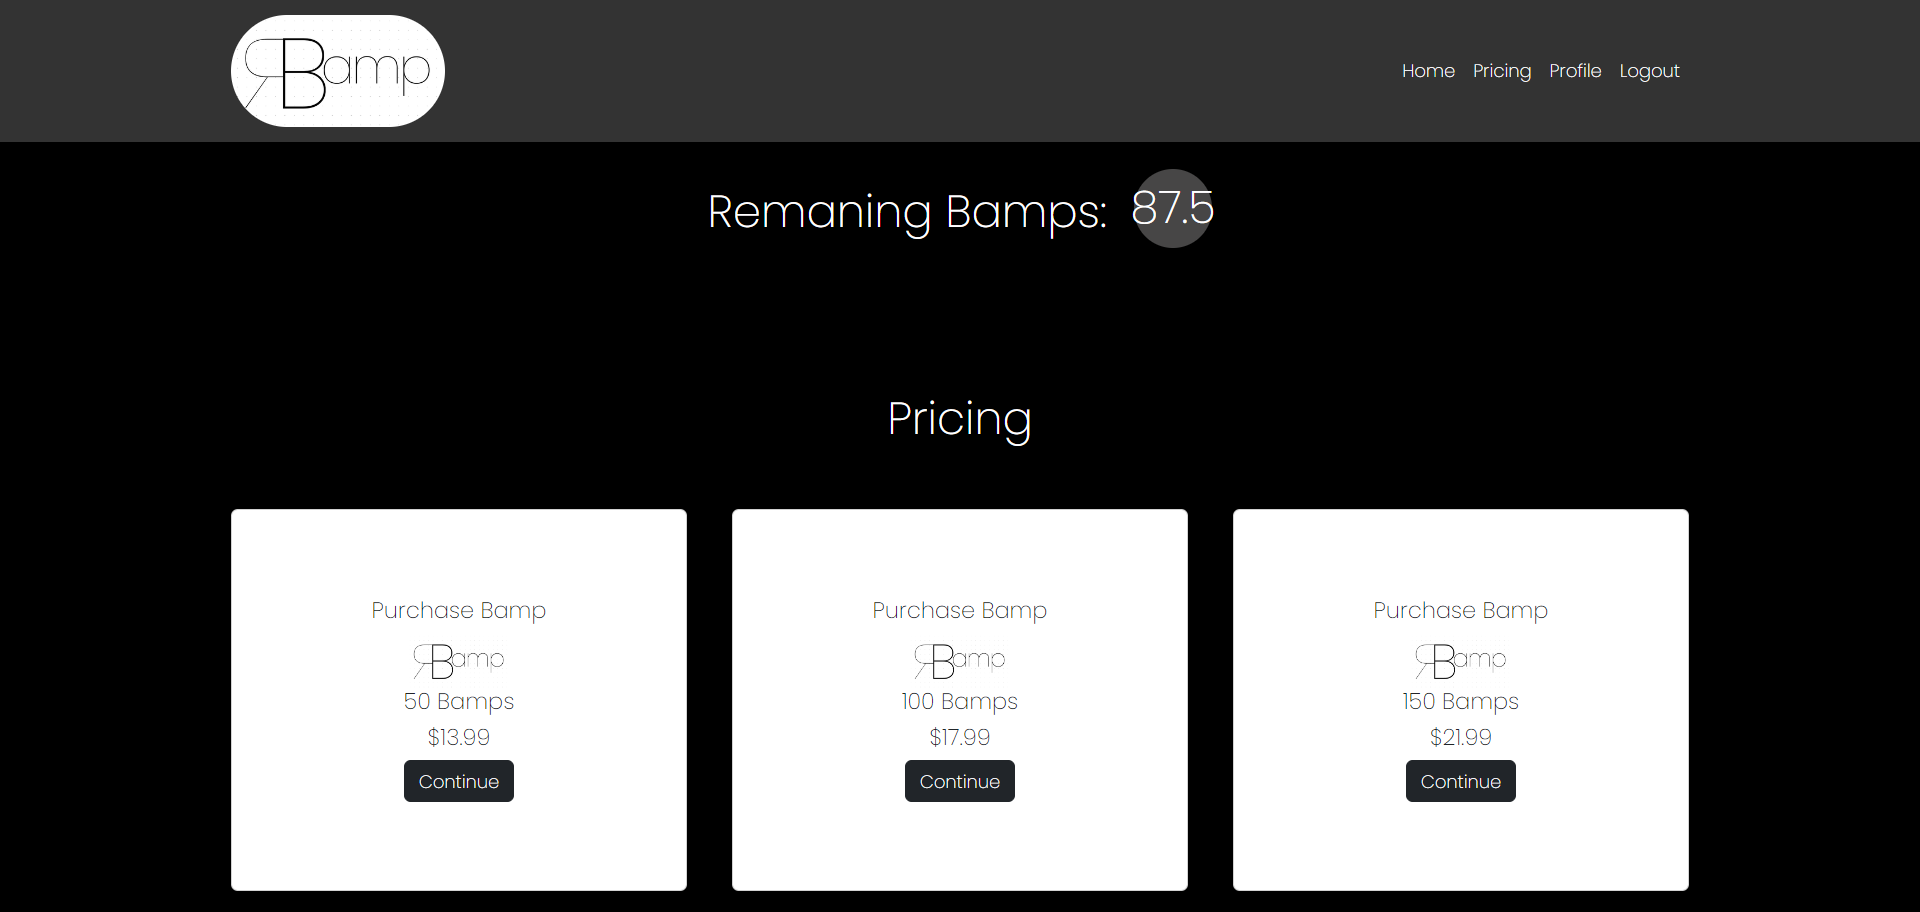 RBamp
Home Pricing Profile Logout
Remaning Bamps: 87.5
Pricing
Purchase Bamp
RBamp
50 Bamps
$13.99
Continue
Purchase Bamp
RBamp
100 Bamps
$17.99
Continue
Purchase Bamp
RBamp
150 Bamps
$21.99
Continue